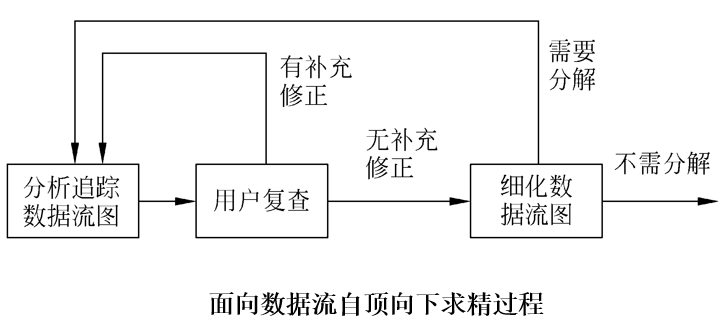 需要
分解
有补充
修正
无补充
修正
不需分解
分析追踪
数据流图
用户复查
细化数
据流图
面向数据流自顶向下求精过程